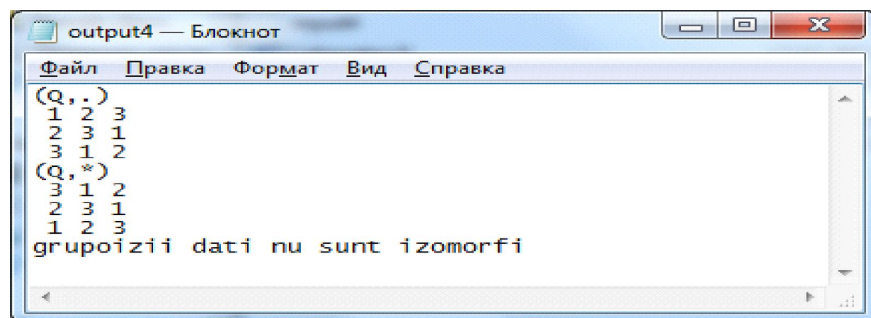 output4 — Блокнот
Файл Правка Формат Вид Справка
(Q,.)
1 2 3
2 3 1
3 1 2
(Q,*)
3 1 2
2 3 1
1 2 3
grupoizii dati nu sunt izomorfi